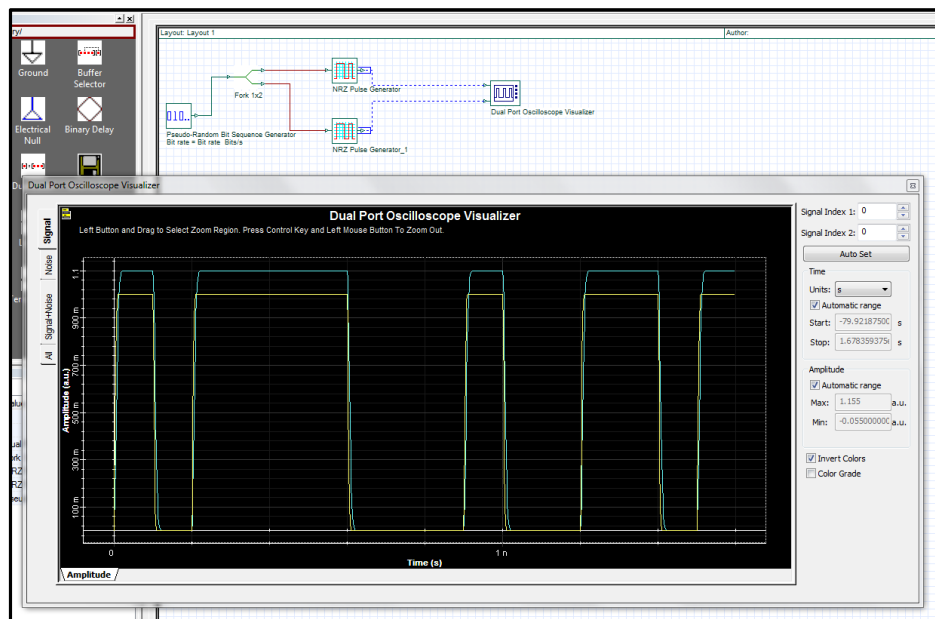 ry/
Layout: Layout 1
Author:
Ground
Buffer
Selector
Electrical
Null
Binary Delay
Fork 1x2
NRZ Pulse Generator
Pseudo-Random Bit Sequence Generator
Bit rate = Bit rate Bits/s
NRZ Pulse Generator_1
Dual Port Oscilloscope Visualizer
Dual Port Oscilloscope Visualizer
Signal
Noise
Signal+Noise
All
Dual Port Oscilloscope Visualizer
Left Button and Drag to Select Zoom Region. Press Control Key and Left Mouse Button To Zoom Out.
Amplitude (a.u.)
1.1
900 m
700 m
500 m
300 m
100 m
0
1 n
Time (s)
Amplitude
Signal Index 1: 0
Signal Index 2: 0
Auto Set
Time
Units: s
Automatic range
Start: -79.92187500 s
Stop: 1.678359375 s
Amplitude
Automatic range
Max: 1.155 a.u.
Min: -0.05500000 a.u.
Invert Colors
Color Grade